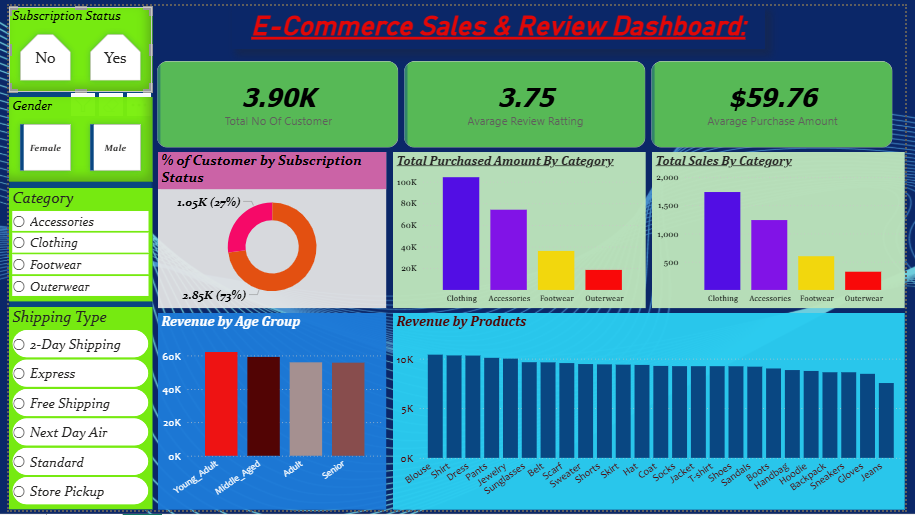 Subscription Status
No
Yes
Gender
Female
Male
Category
Accessories
Clothing
Footwear
Outerwear
Shipping Type
2-Day Shipping
Express
Free Shipping
Next Day Air
Standard
Store Pickup
E-Commerce Sales & Review Dashboard:
3.90K
Total No Of Customer
3.75
Avarage Review Ratting
$59.76
Avarage Purchase Amount
% of Customer by Subscription
Status
1.05K (27%)
2.85K (73%)
Total Purchased Amount By Category
100K
80K
60K
40K
20K
Clothing
Accessories
Footwear
Outerwear
Total Sales By Category
2,000
1,500
1,000
500
Clothing
Accessories
Footwear
Outerwear
Revenue by Age Group
60K
40K
20K
0K
Young_Adult
Middle_Aged
Adult
Senior
Revenue by Products
10K
5K
0K
Blouse
Shirt
Dress
Pants
Jewelry
Sunglasses
Belt
Scarf
Sweater
Shorts
Skirt
Hat
Coat
Socks
Jacket
T-shirt
Shoes
Sandals
Boots
Handbag
Hoodie
Backpack
Sneakers
Gloves
Jeans